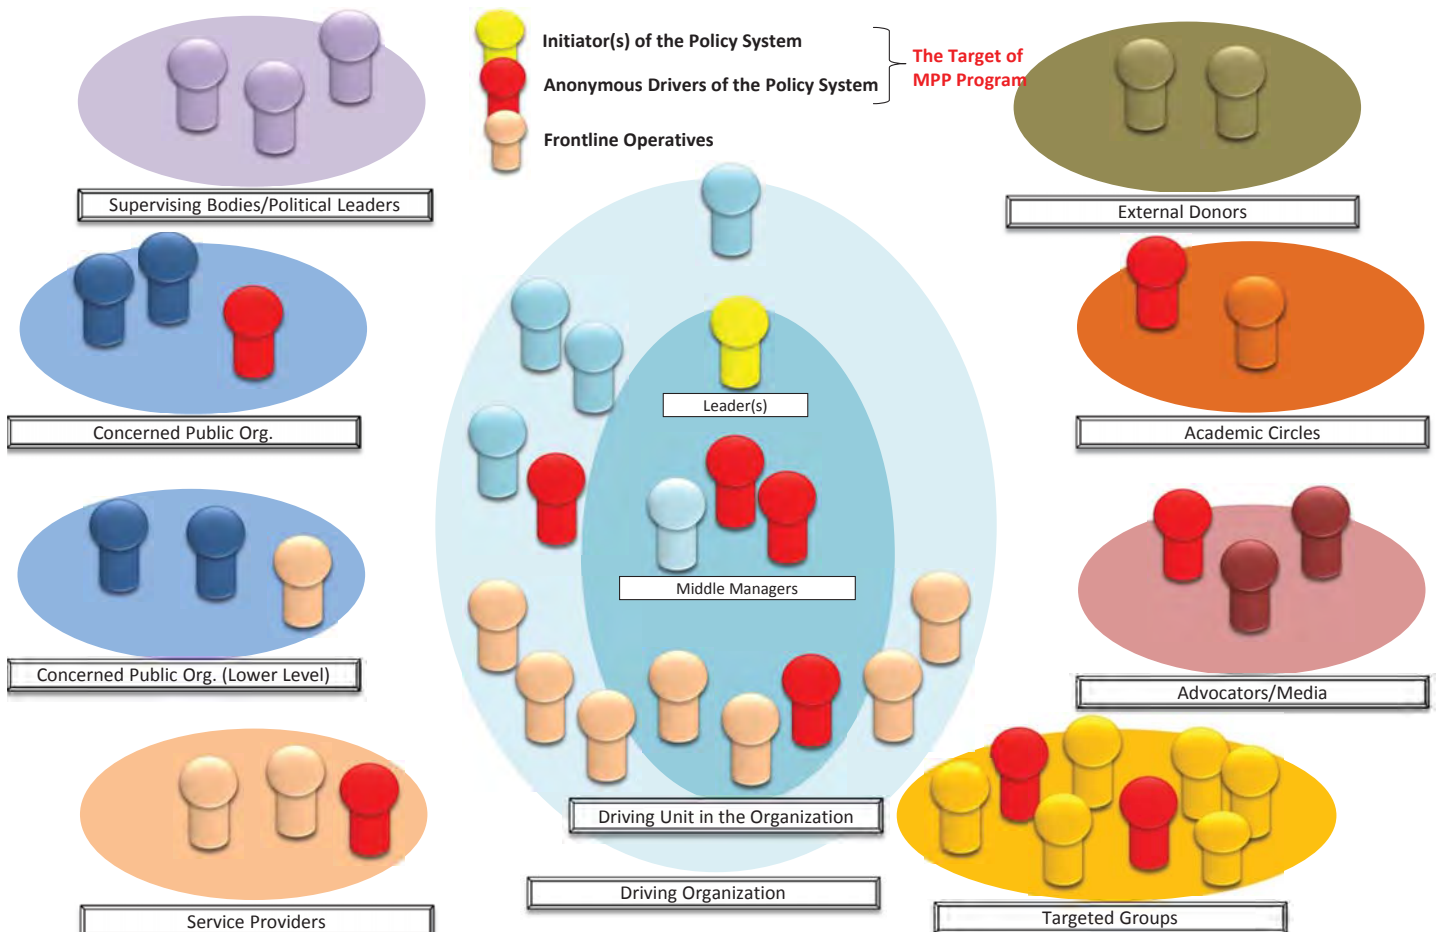 Initiator(s) of the Policy System
Anonymous Drivers of the Policy System
Frontline Operatives
The Target of
MPP Program
Supervising Bodies/Political Leaders
External Donors
Concerned Public Org.
Leader(s)
Academic Circles
Middle Managers
Concerned Public Org. (Lower Level)
Advocators/Media
Driving Unit in the Organization
Driving Organization
Service Providers
Targeted Groups